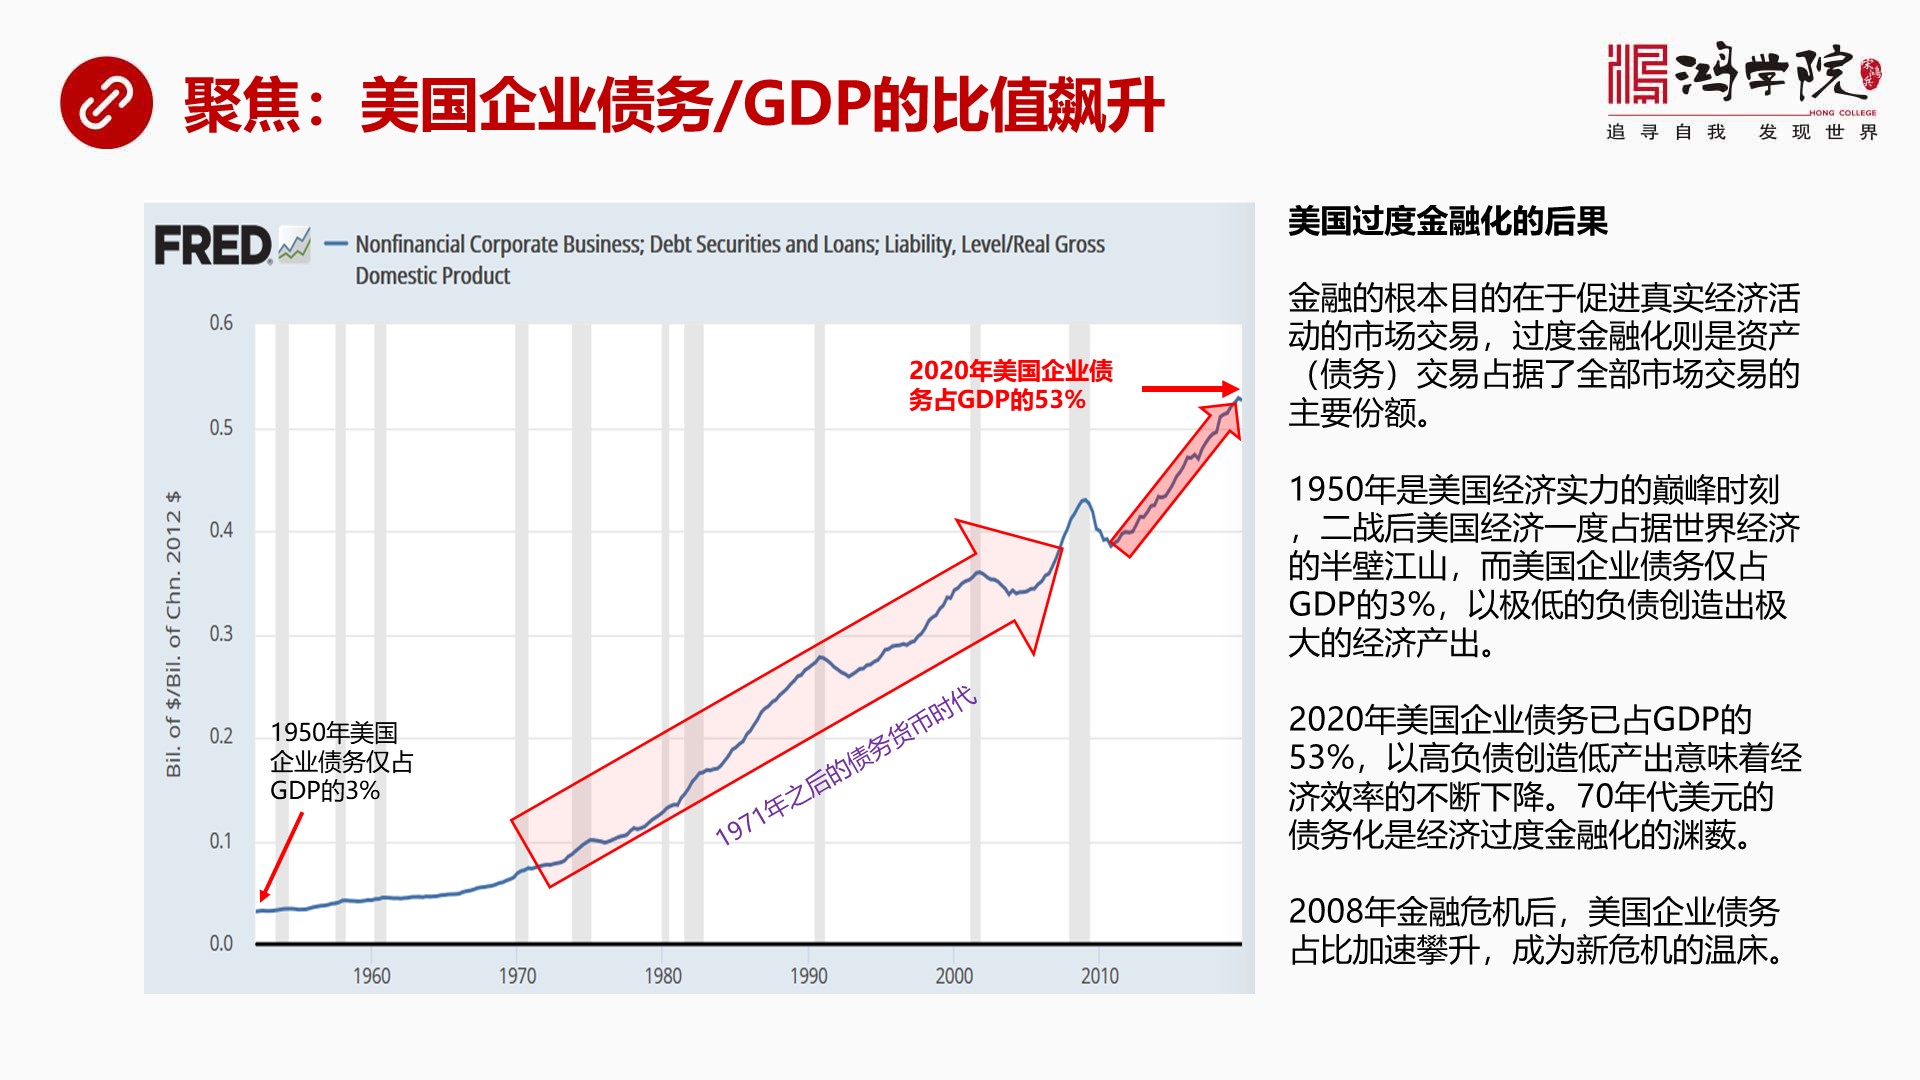 聚焦：美国企业债务/GDP的比值飙升
鸿学院
HONG COLLEGE
追寻自我 发现世界
FRED
Nonfinancial Corporate Business; Debt Securities and Loans; Liability, Level/Real Gross
Domestic Product
Bil. of $/Bil. of Chn. 2012 $
0.6
0.5
0.4
0.3
0.2
0.1
0.0
1960
1970
1980
1990
2000
2010
2020年美国企业债
务占GDP的53%
1950年美国
企业债务仅占
GDP的3%
1971年之后的债务货币时代
美国过度金融化的后果
金融的根本目的在于促进真实经济活
动的市场交易，过度金融化则是资产
（债务）交易占据了全部市场交易的
主要份额。
1950年是美国经济实力的巅峰时刻
，二战后美国经济一度占据世界经济
的半壁江山，而美国企业债务仅占
GDP的3%，以极低的负债创造出极
大的经济产出。
2020年美国企业债务已占GDP的
53%，以高负债创造低产出意味着经
济效率的不断下降。70年代美元的
债务化是经济过度金融化的渊薮。
2008年金融危机后，美国企业债务
占比加速攀升，成为新危机的温床。